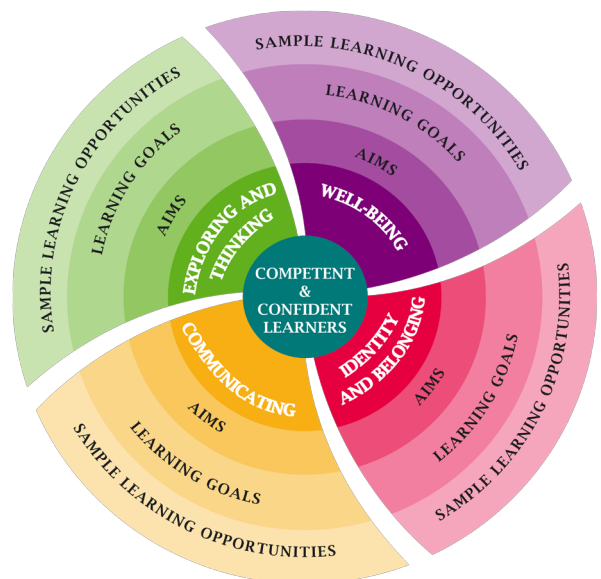 SAMPLE LEARNING OPPORTUNITIES
LEARNING GOALS
AIMS
WELL-BEING
SAMPLE LEARNING OPPORTUNITIES
LEARNING GOALS
AIMS
EXPLORING AND
THINKING
COMPETENT
&
CONFIDENT
LEARNERS
IDENTITY
AND BELONGING
AIMS
LEARNING GOALS
SAMPLE LEARNING OPPORTUNITIES
COMMUNICATING
AIMS
LEARNING GOALS
SAMPLE LEARNING OPPORTUNITIES